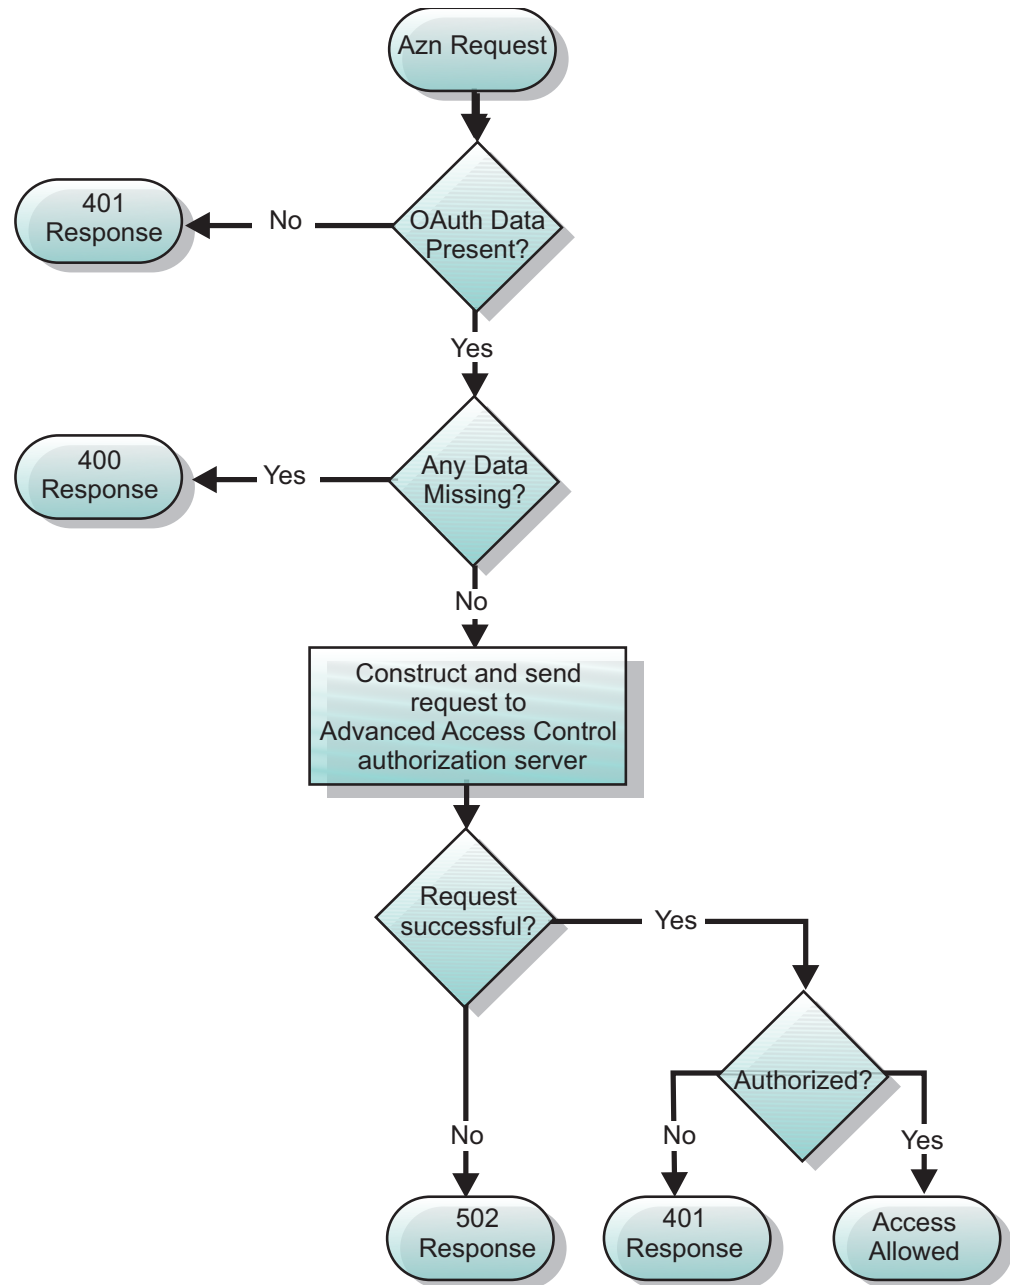 Azn Request
OAuth Data
Present?
No
401
Response
Yes
Any Data
Missing?
Yes
400
Response
No
Construct and send
request to
Advanced Access Control
authorization server
Request
successful?
Yes
Authorized?
No
No
Yes
502
Response
401
Response
Access
Allowed